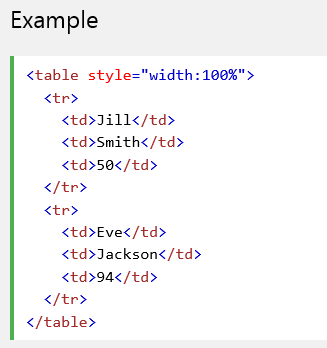 Example
<table style="width:100%">
  <tr>
    <td>Jill</td>
    <td>Smith</td>
    <td>50</td>
  </tr>
  <tr>
    <td>Eve</td>
    <td>Jackson</td>
    <td>94</td>
  </tr>
</table>